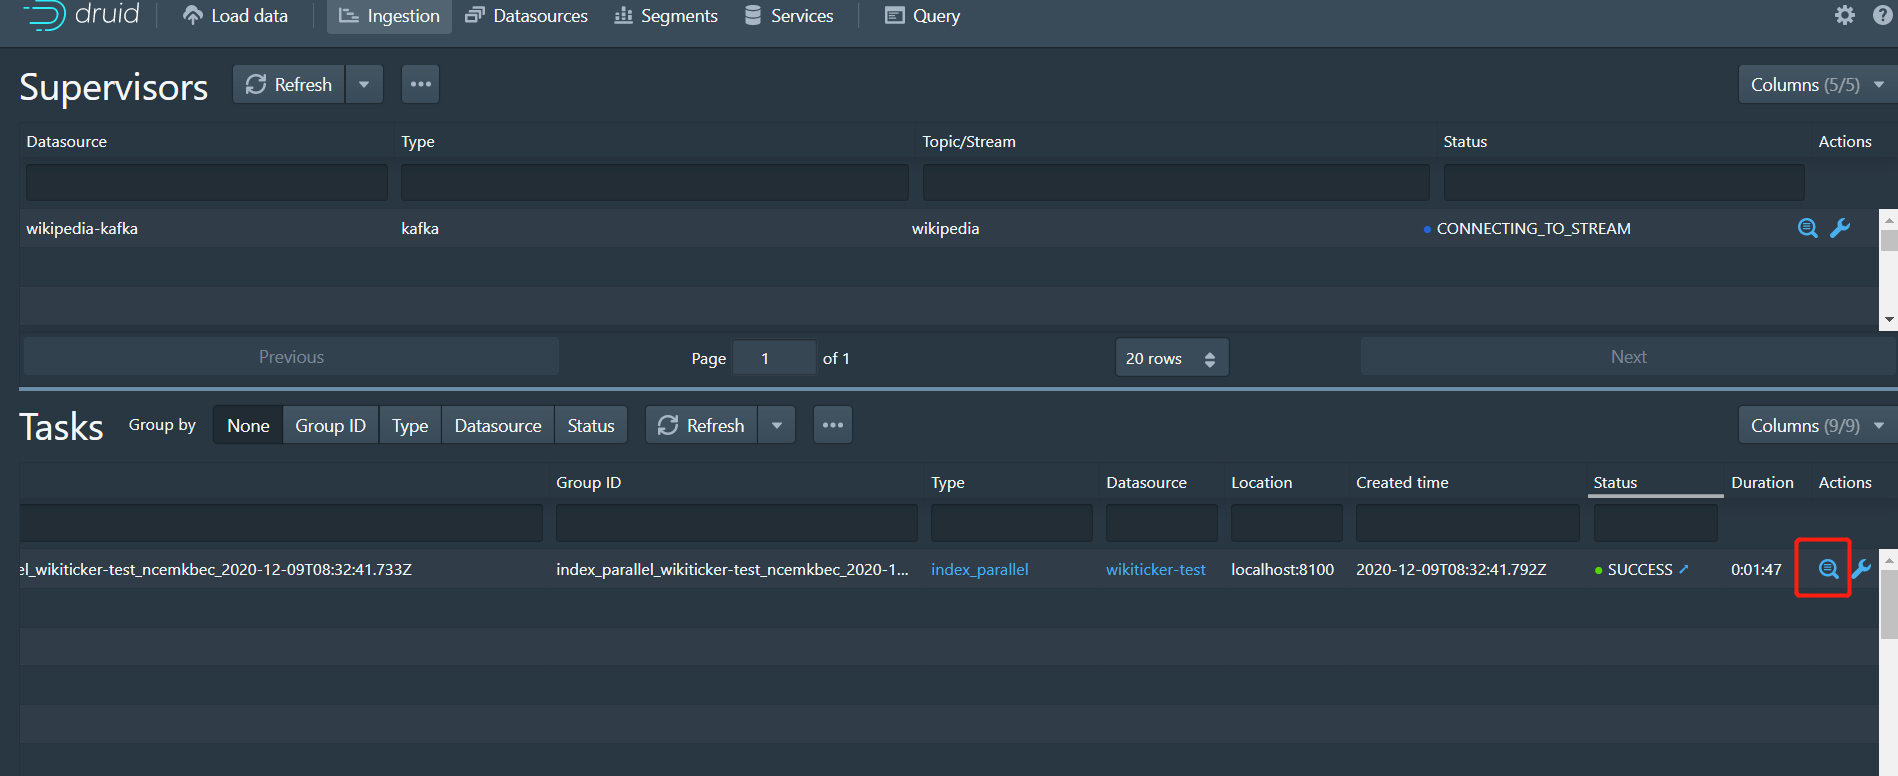 druid Load data Ingestion Datasources Segments Services Query
Supervisors Refresh Columns (5/5)
Datasource Type Topic/Stream Status Actions
wikipedia-kafka kafka wikipedia CONNECTING_TO_STREAM
Previous Page 1 of 1 20 rows Next
Tasks Group by None Group ID Type Datasource Status Refresh Columns (9/9)
Group ID Type Datasource Location Created time Status Duration Actions
el_wikiticker-test_ncemkbec_2020-12-09T08:32:41.733Z index_parallel_wikiticker-test_ncemkbec_2020-1... index_parallel wikiticker-test localhost:8100 2020-12-09T08:32:41.792Z SUCCESS 0:01:47